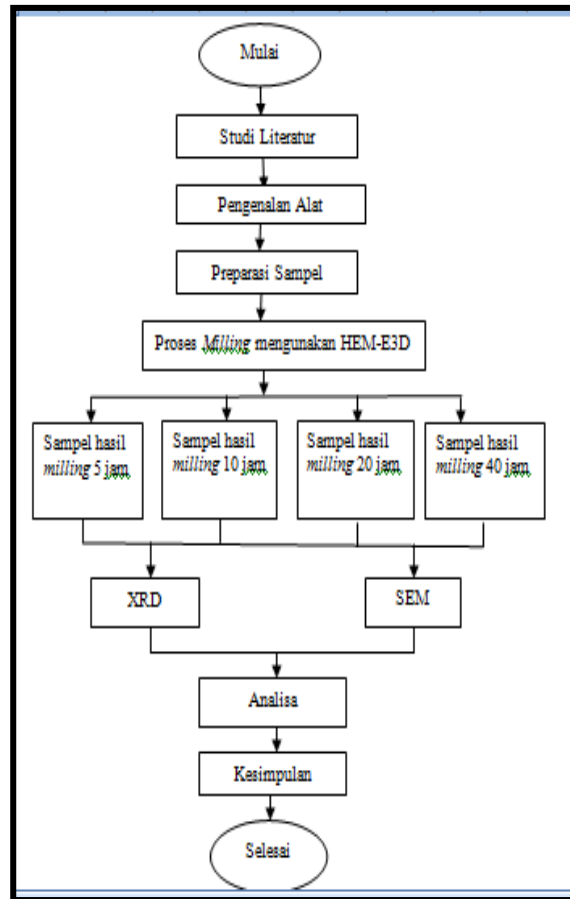 Mulai
Studi Literatur
Pengenalan Alat
Preparasi Sampel
Proses Milling mengunakan HEM-E3D
Sampel hasil
milling 5 jam
Sampel hasil
milling 10 jam
Sampel hasil
milling 20 jam
Sampel hasil
milling 40 jam
XRD
SEM
Analisa
Kesimpulan
Selesai